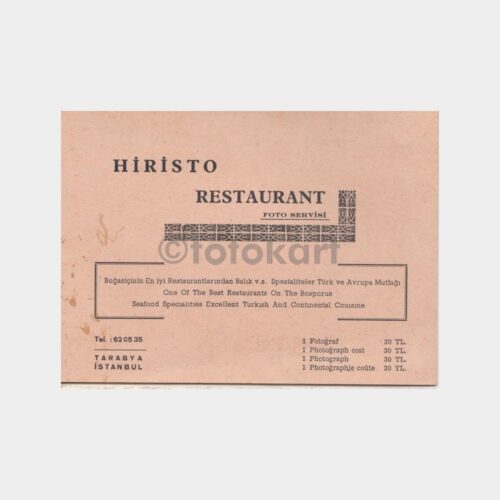 HİRİSTO
RESTAURANT
FOTO SERVİSİ
©fotokart
Boğaziçinin En iyi Restaurantlarından Balık v.s. Spesialiteler Türk ve Avrupa Mutfağı
One Of The Best Restaurants On The Bosporus
Seafood Specialities Excellent Turkish And Continental Couisine
Tel. : 62 05 35
TARABYA
İSTANBUL
1 Fotoğraf 30 TL.
1 Photograph cost 30 TL.
1 Photograph 30 TL.
1 Photographie coûte 30 TL.